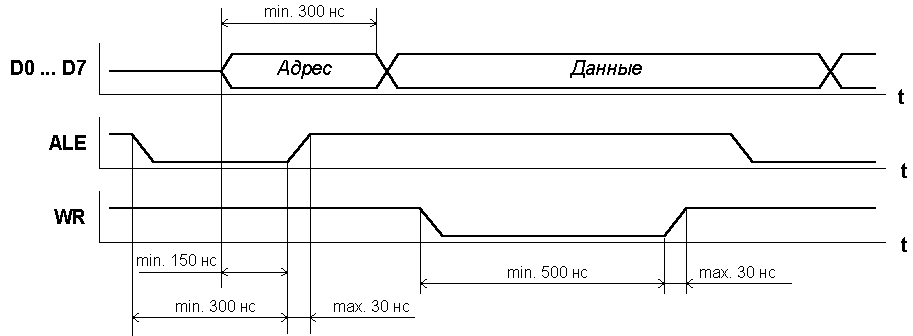 min. 300 нс
D0 ... D7
Адрес
Данные
t
ALE
t
WR
t
min. 150 нс
min. 500 нс
max. 30 нс
min. 300 нс
max. 30 нс